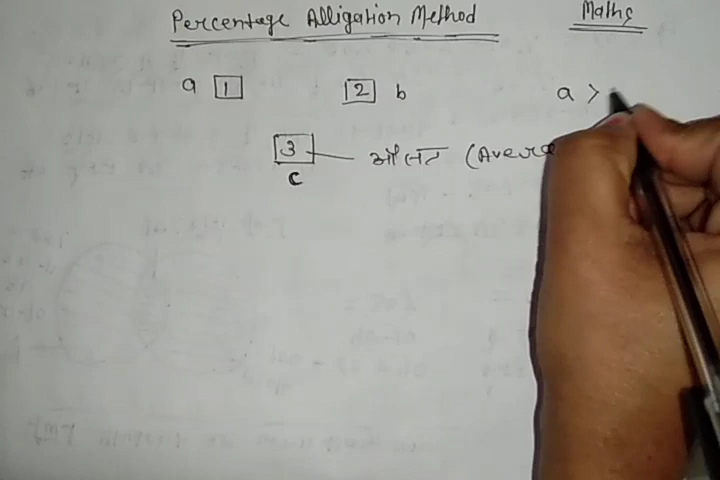 Percentage Alligation Method Maths
a 1 2 b a >
3 औसत (Avera
c